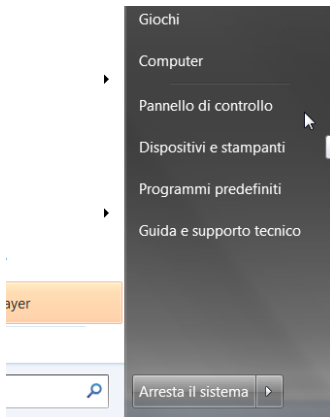 Giochi
Computer
Pannello di controllo
Dispositivi e stampanti
Programmi predefiniti
Guida e supporto tecnico
ayer
Arresta il sistema